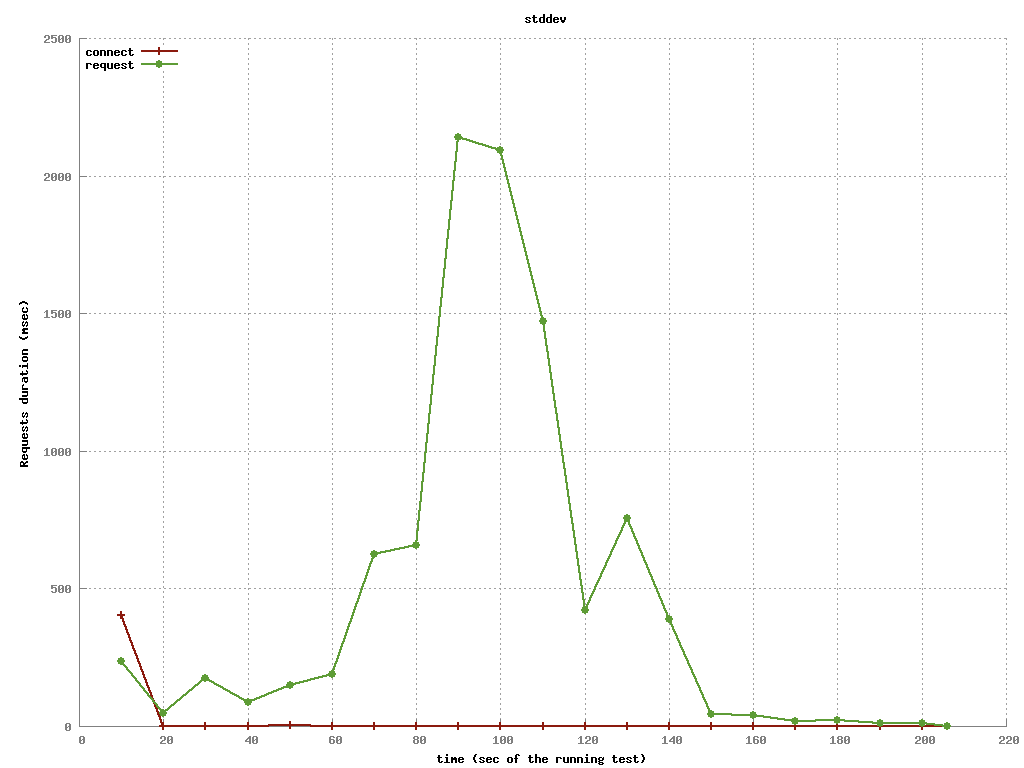 stddev
2500
connect
request
2000
1500
Requests duration (msec)
1000
500
0
0 20 40 60 80 100 120 140 160 180 200 220
time (sec of the running test)